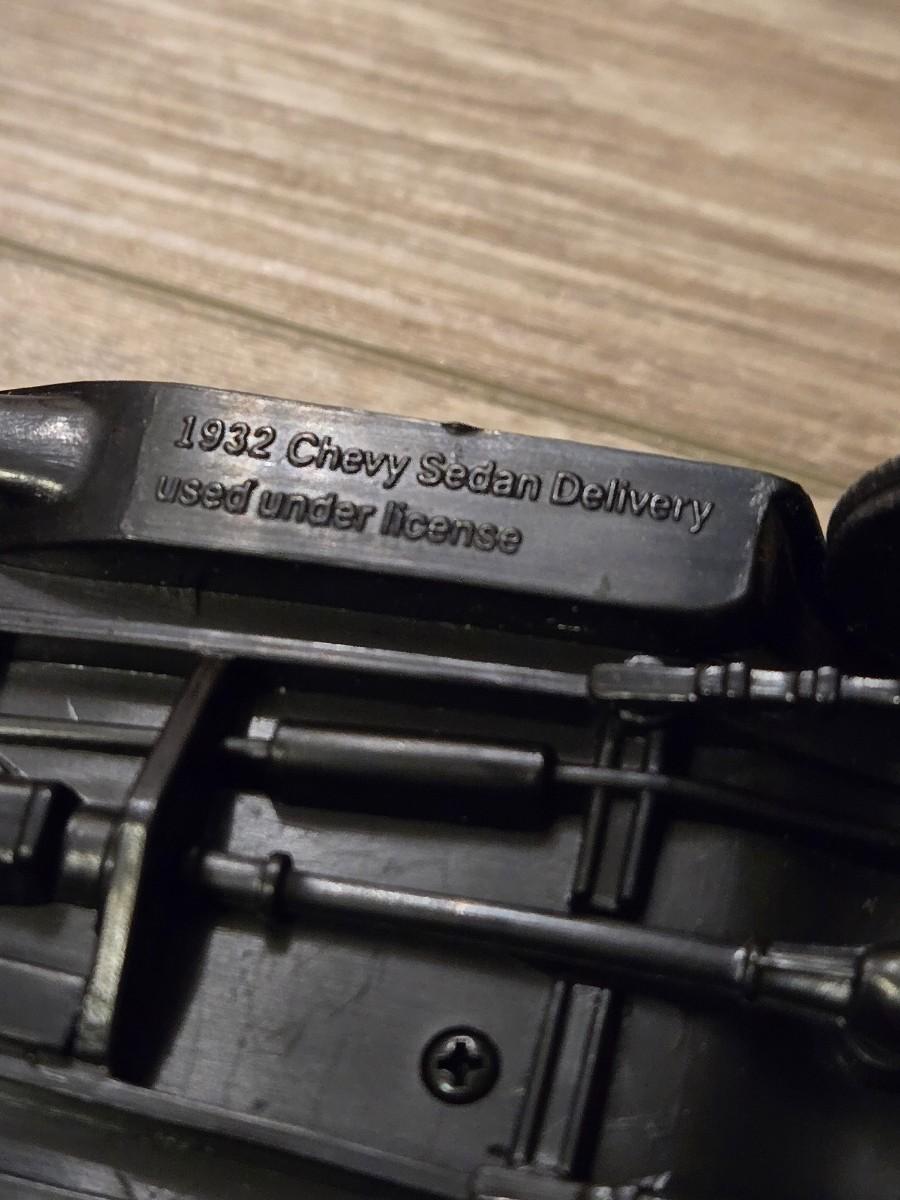 1932 Chevy Sedan Delivery
used under license